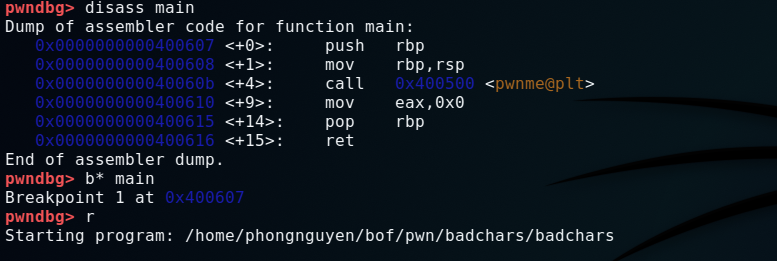 pwndbg> disass main
Dump of assembler code for function main:
0x0000000000400607 <+0>: push rbp
0x0000000000400608 <+1>: mov rbp,rsp
0x000000000040060b <+4>: call 0x400500 <pwnme@plt>
0x0000000000400610 <+9>: mov eax,0x0
0x0000000000400615 <+14>: pop rbp
0x0000000000400616 <+15>: ret
End of assembler dump.
pwndbg> b* main
Breakpoint 1 at 0x400607
pwndbg> r
Starting program: /home/phongnguyen/bof/pwn/badchars/badchars